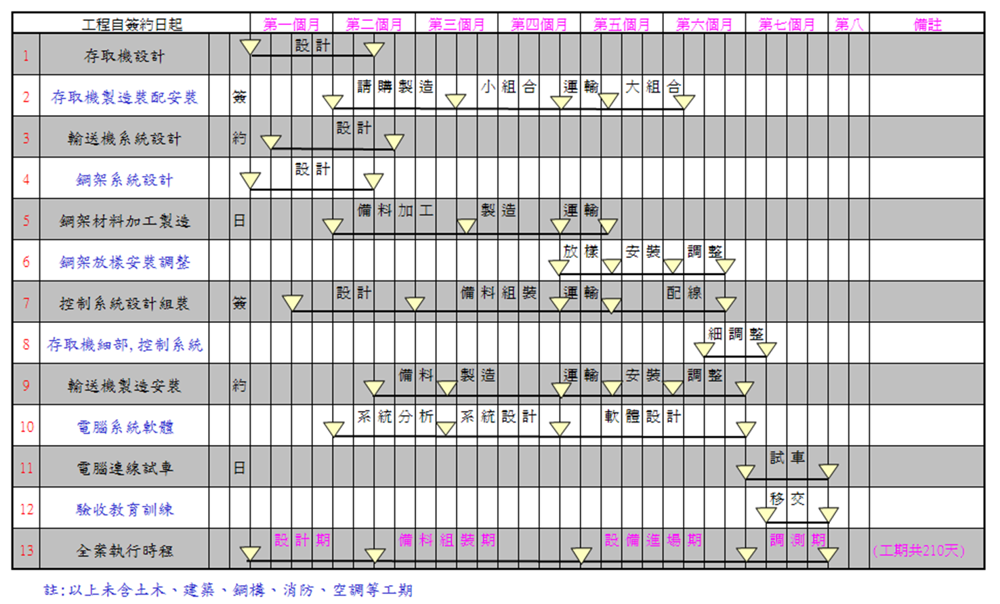 工程自簽約日起 第一個月 第二個月 第三個月 第四個月 第五個月 第六個月 第七個月 第八 備註
1 存取機設計 設計
2 存取機製造裝配安裝 簽 請購製造 小組合 運輸 大組合
3 輸送機系統設計 約 設計
4 鋼架系統設計 設計
5 鋼架材料加工製造 日 備料加工 製造 運輸
6 鋼架放樣安裝調整 放樣 安裝 調整
7 控制系統設計組裝 簽 設計 備料組裝 運輸 配線
8 存取機細部,控制系統 細調整
9 輸送機製造安裝 約 備料 製造 運輸 安裝 調整
10 電腦系統軟體 系統分析 系統設計 軟體設計
11 電腦連線試車 日 試車
12 驗收教育訓練 移交
13 全案執行時程 設計期 備料組裝期 設備進場期 調測期 (工期共210天)
註:以上未含土木、建築、鋼構、消防、空調等工期